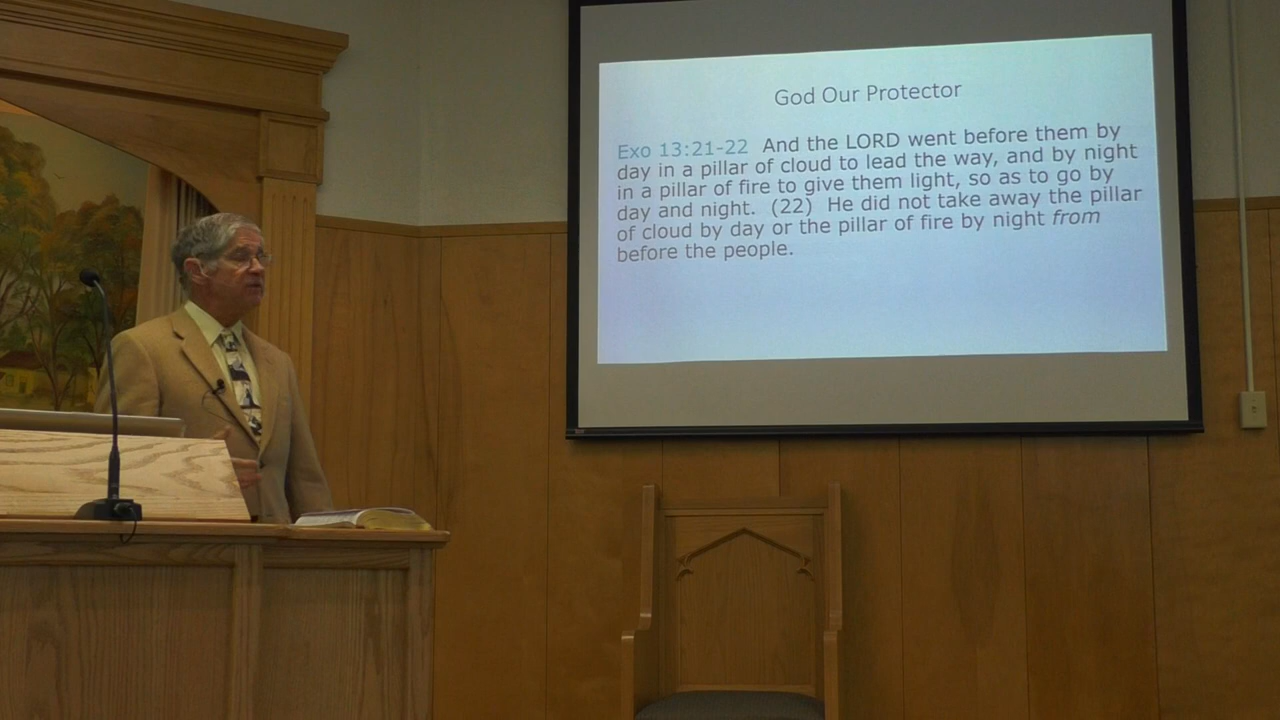 God Our Protector
Exo 13:21-22 And the LORD went before them by
day in a pillar of cloud to lead the way, and by night
in a pillar of fire to give them light, so as to go by
day and night. (22) He did not take away the pillar
of cloud by day or the pillar of fire by night from
before the people.